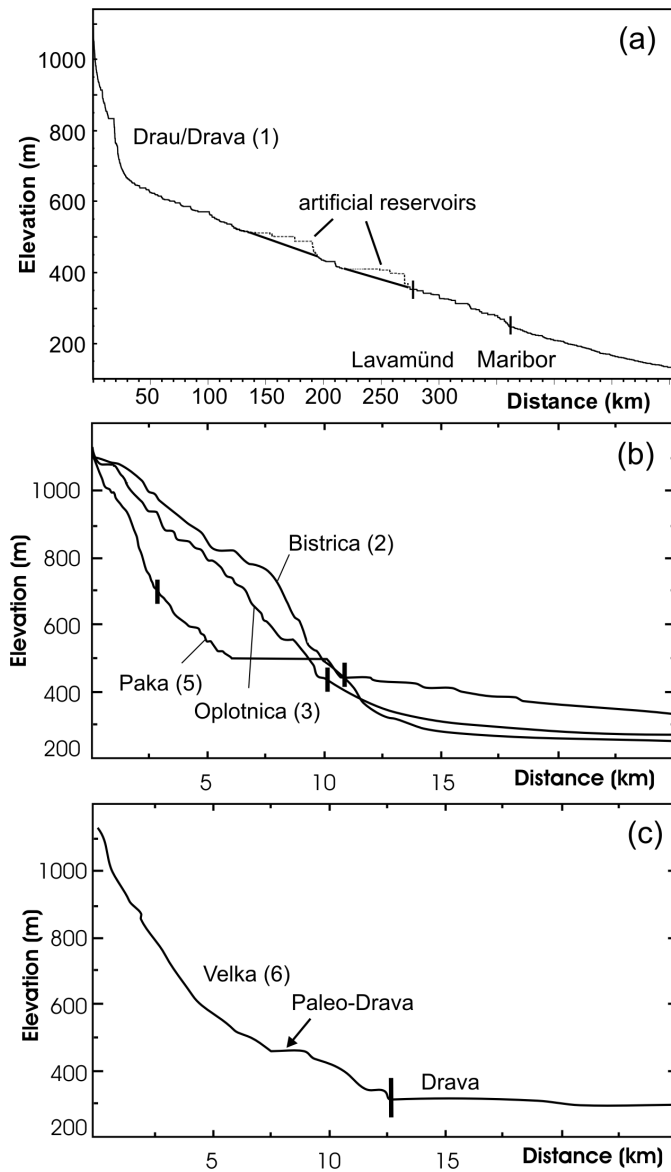 (a)
Elevation (m)
1000
800
600
400
200
Drau/Drava (1)
artificial reservoirs
Lavamünd
Maribor
50
100
150
200
250
300
Distance (km)
(b)
Elevation (m)
1000
800
600
400
200
Bistrica (2)
Paka (5)
Oplotnica (3)
5
10
15
Distance (km)
(c)
Elevation (m)
1000
800
600
400
200
Velka (6)
Paleo-Drava
Drava
5
10
15
Distance (km)